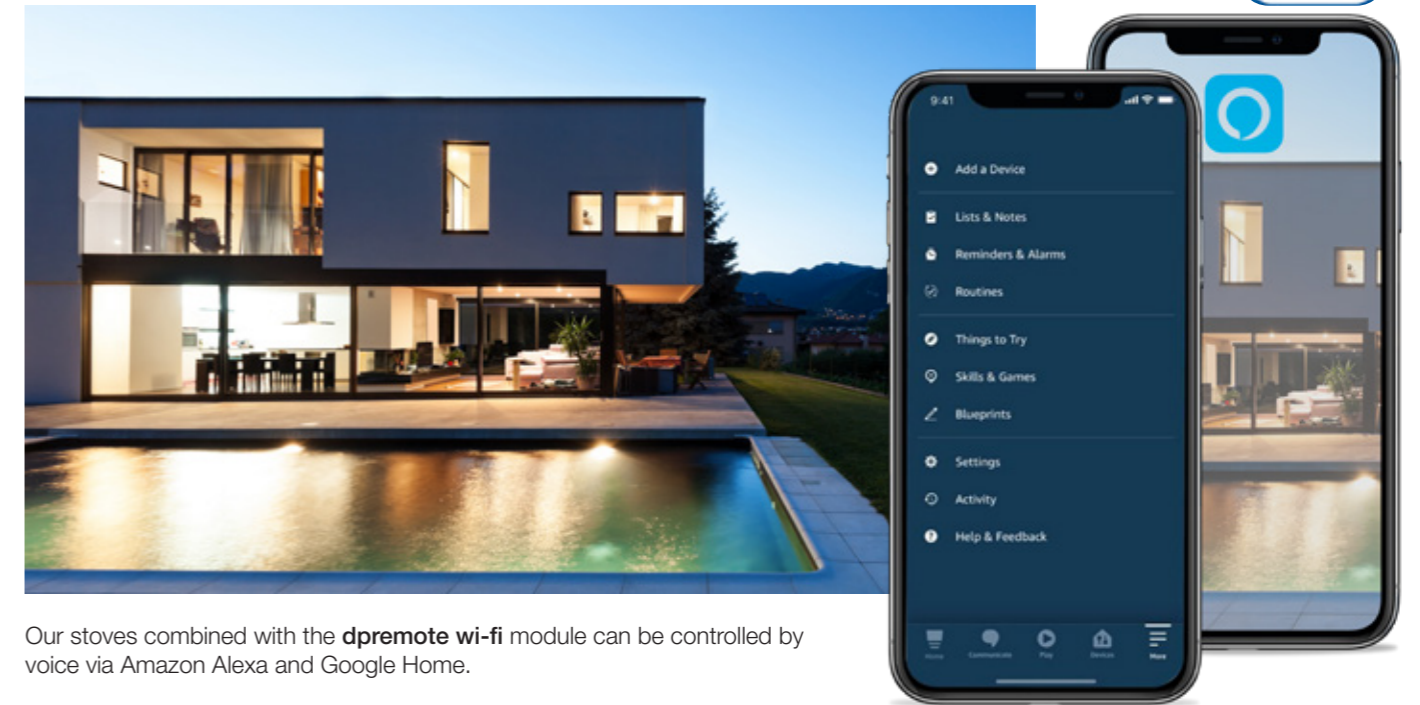 9:41
Add a Device
Lists & Notes
Reminders & Alarms
Routines
Things to Try
Skills & Games
Blueprints
Settings
Activity
Help & Feedback
Home
Communicate
Play
Devices
More
Our stoves combined with the dpremote wi-fi module can be controlled by
voice via Amazon Alexa and Google Home.